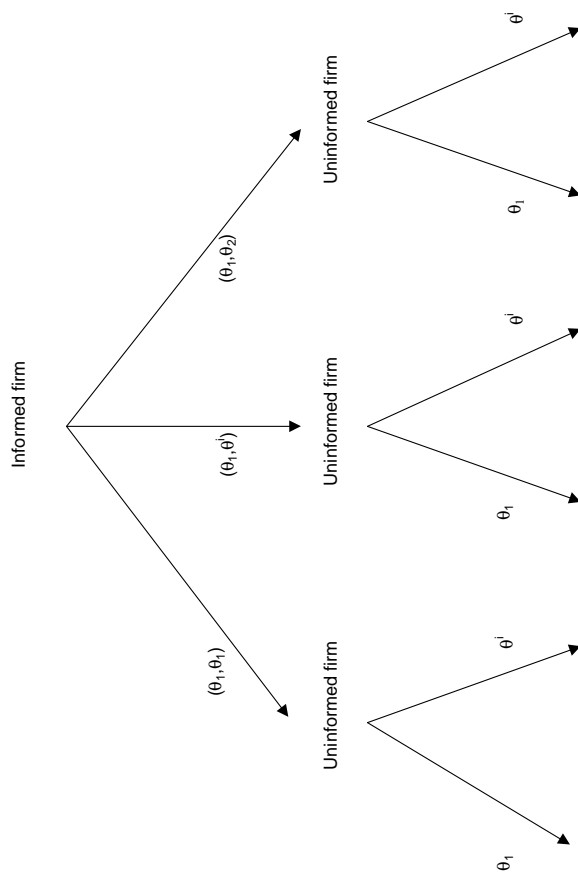 Informed firm
(θ₁,θ₁)
(θ₁,θⁱ)
(θ₁,θ₂)
Uninformed firm
Uninformed firm
Uninformed firm
θ₁
θⁱ
θ₁
θⁱ
θ₁
θⁱ